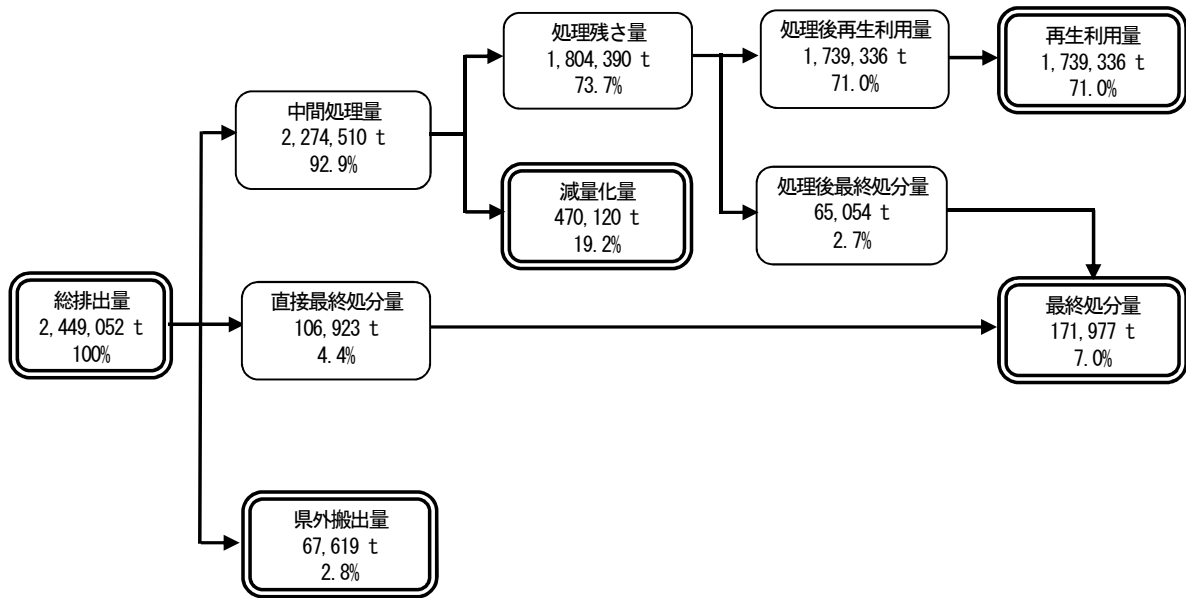 処理残さ量
1,804,390 t
73.7%
処理後再生利用量
1,739,336 t
71.0%
再生利用量
1,739,336 t
71.0%
中間処理量
2,274,510 t
92.9%
減量化量
470,120 t
19.2%
処理後最終処分量
65,054 t
2.7%
総排出量
2,449,052 t
100%
直接最終処分量
106,923 t
4.4%
最終処分量
171,977 t
7.0%
県外搬出量
67,619 t
2.8%